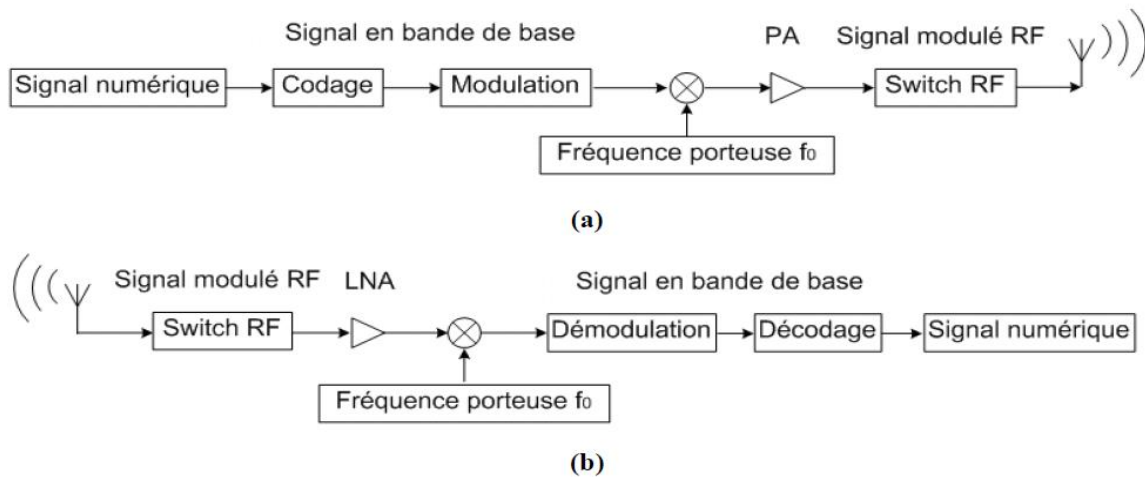 Signal en bande de base
PA
Signal modulé RF
Signal numérique
Codage
Modulation
Switch RF
Fréquence porteuse f0
(a)
Signal modulé RF
LNA
Signal en bande de base
Switch RF
Démodulation
Décodage
Signal numérique
Fréquence porteuse f0
(b)